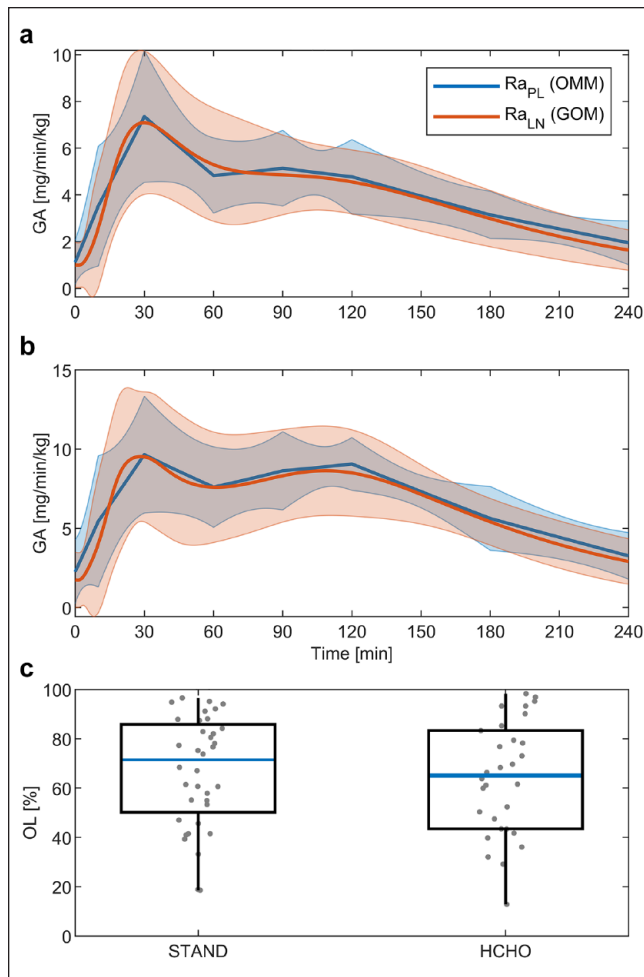 a
10
8
6
4
2
0
GA [mg/min/kg]
Ra_PL (OMM)
Ra_LN (GOM)
0 30 60 90 120 150 180 210 240
b
15
10
5
0
GA [mg/min/kg]
0 30 60 90 120 150 180 210 240
Time [min]
c
100
80
60
40
20
0
OL [%]
STAND HCHO